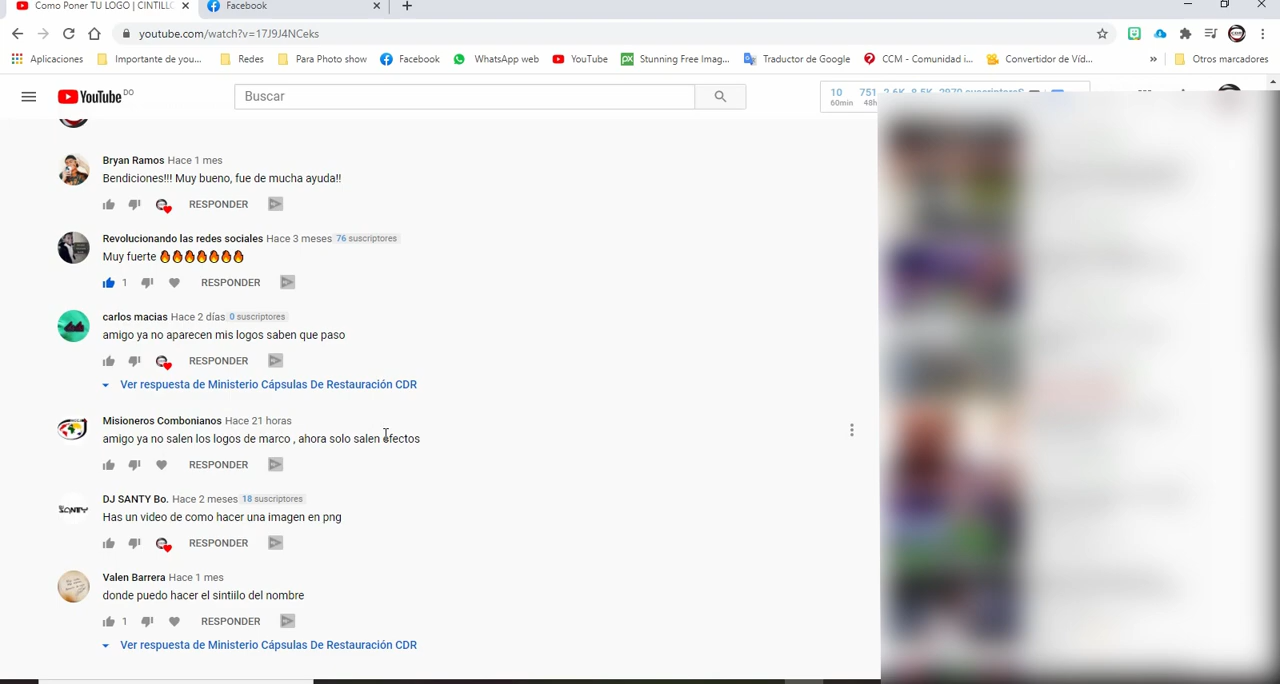 Como Poner TU LOGO | CINTILLO
Facebook
youtube.com/watch?v=17J9J4NCeks
Aplicaciones
Importante de you...
Redes
Para Photo show
Facebook
WhatsApp web
YouTube
Stunning Free Imag...
Traductor de Google
CCM - Comunidad i...
Convertidor de Víd...
Otros marcadores
YouTube DO
Buscar
10 751
60min 48h
Bryan Ramos Hace 1 mes
Bendiciones!!! Muy bueno, fue de mucha ayuda!!
RESPONDER
Revolucionando las redes sociales Hace 3 meses 76 suscriptores
Muy fuerte 🔥🔥🔥🔥🔥🔥🔥
1 RESPONDER
carlos macias Hace 2 días 0 suscriptores
amigo ya no aparecen mis logos saben que paso
RESPONDER
Ver respuesta de Ministerio Cápsulas De Restauración CDR
Misioneros Combonianos Hace 21 horas
amigo ya no salen los logos de marco , ahora solo salen efectos
RESPONDER
DJ SANTY Bo. Hace 2 meses 18 suscriptores
Has un video de como hacer una imagen en png
RESPONDER
Valen Barrera Hace 1 mes
donde puedo hacer el sintiilo del nombre
1 RESPONDER
Ver respuesta de Ministerio Cápsulas De Restauración CDR